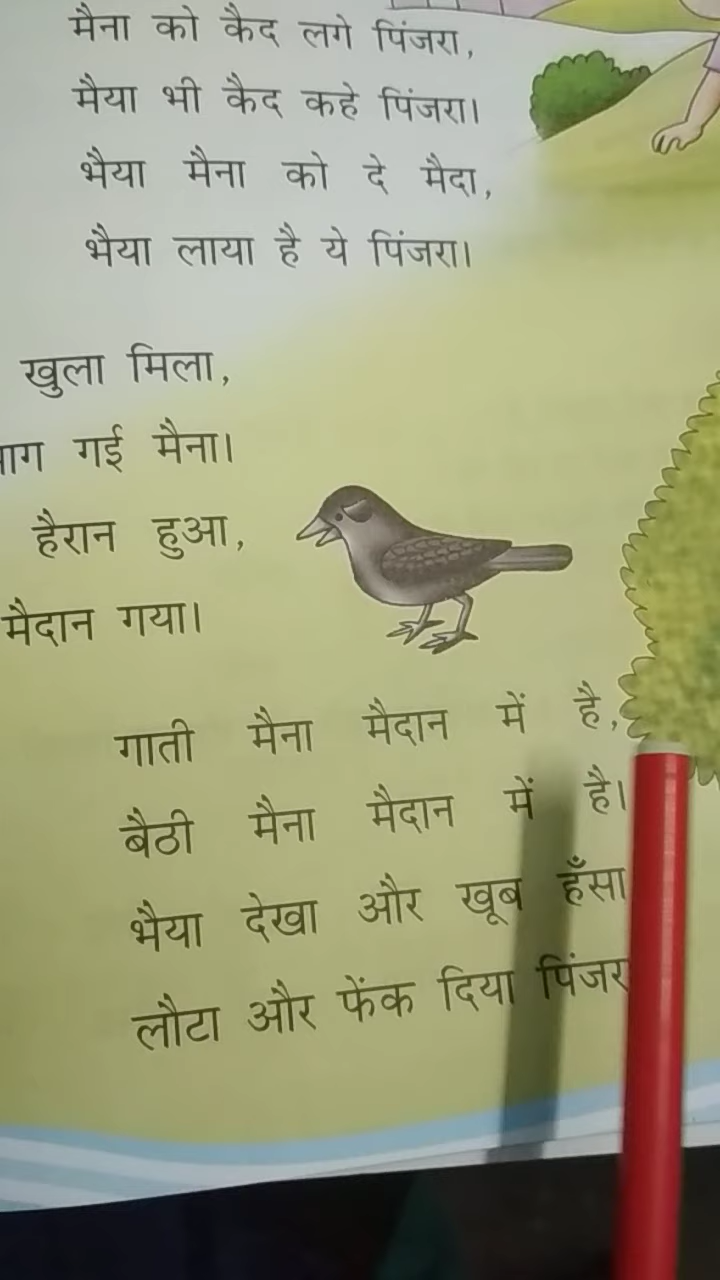 मैना को कैद लगे पिंजरा,
मैया भी कैद कहे पिंजरा।
भैया मैना को दे मैदा,
भैया लाया है ये पिंजरा।
खुला मिला,
गई मैना।
हैरान हुआ,
मैदान गया।
गाती मैना मैदान में है,
बैठी मैना मैदान में है।
भैया देखा और खूब हँसा
लौटा और फेंक दिया